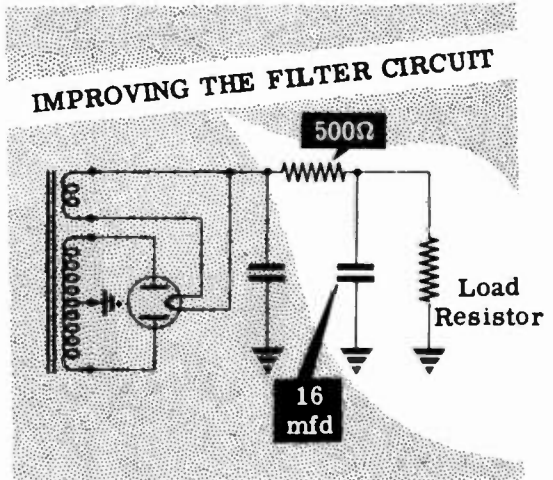 IMPROVING THE FILTER CIRCUIT
500Ω
Load
Resistor
16
mfd